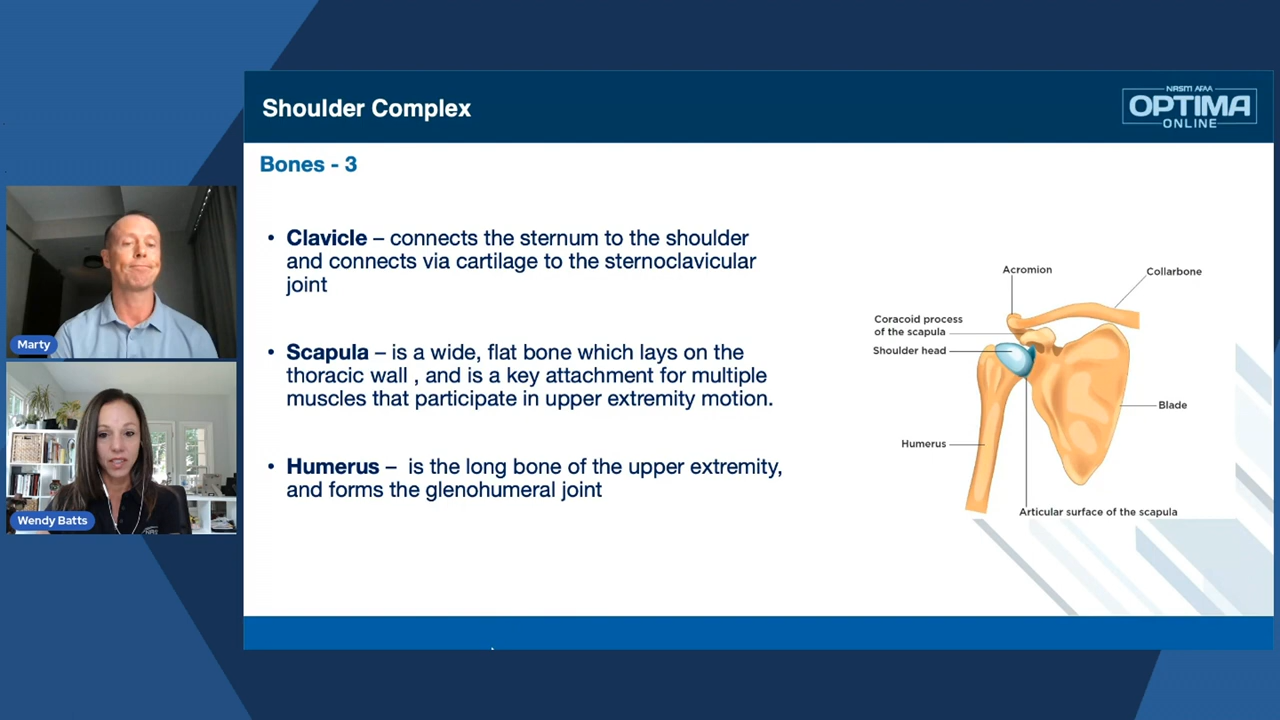 Shoulder Complex
NASM AFAA
OPTIMA
ONLINE
Bones - 3
• Clavicle – connects the sternum to the shoulder
and connects via cartilage to the sternoclavicular
joint
• Scapula – is a wide, flat bone which lays on the
thoracic wall , and is a key attachment for multiple
muscles that participate in upper extremity motion.
• Humerus – is the long bone of the upper extremity,
and forms the glenohumeral joint
Acromion
Collarbone
Coracoid process
of the scapula
Shoulder head
Blade
Humerus
Articular surface of the scapula
Marty
Wendy Batts